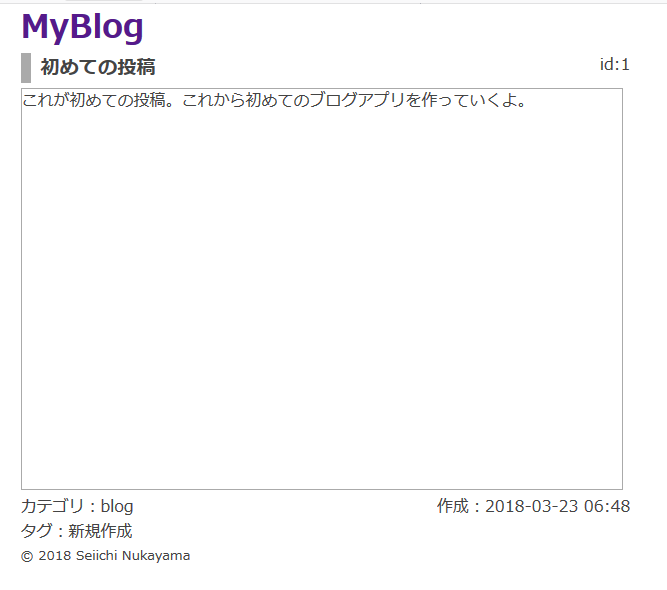 MyBlog
初めての投稿 id:1
これが初めての投稿。これから初めてのブログアプリを作っていくよ。
カテゴリ：blog 作成：2018-03-23 06:48
タグ：新規作成
© 2018 Seiichi Nukayama